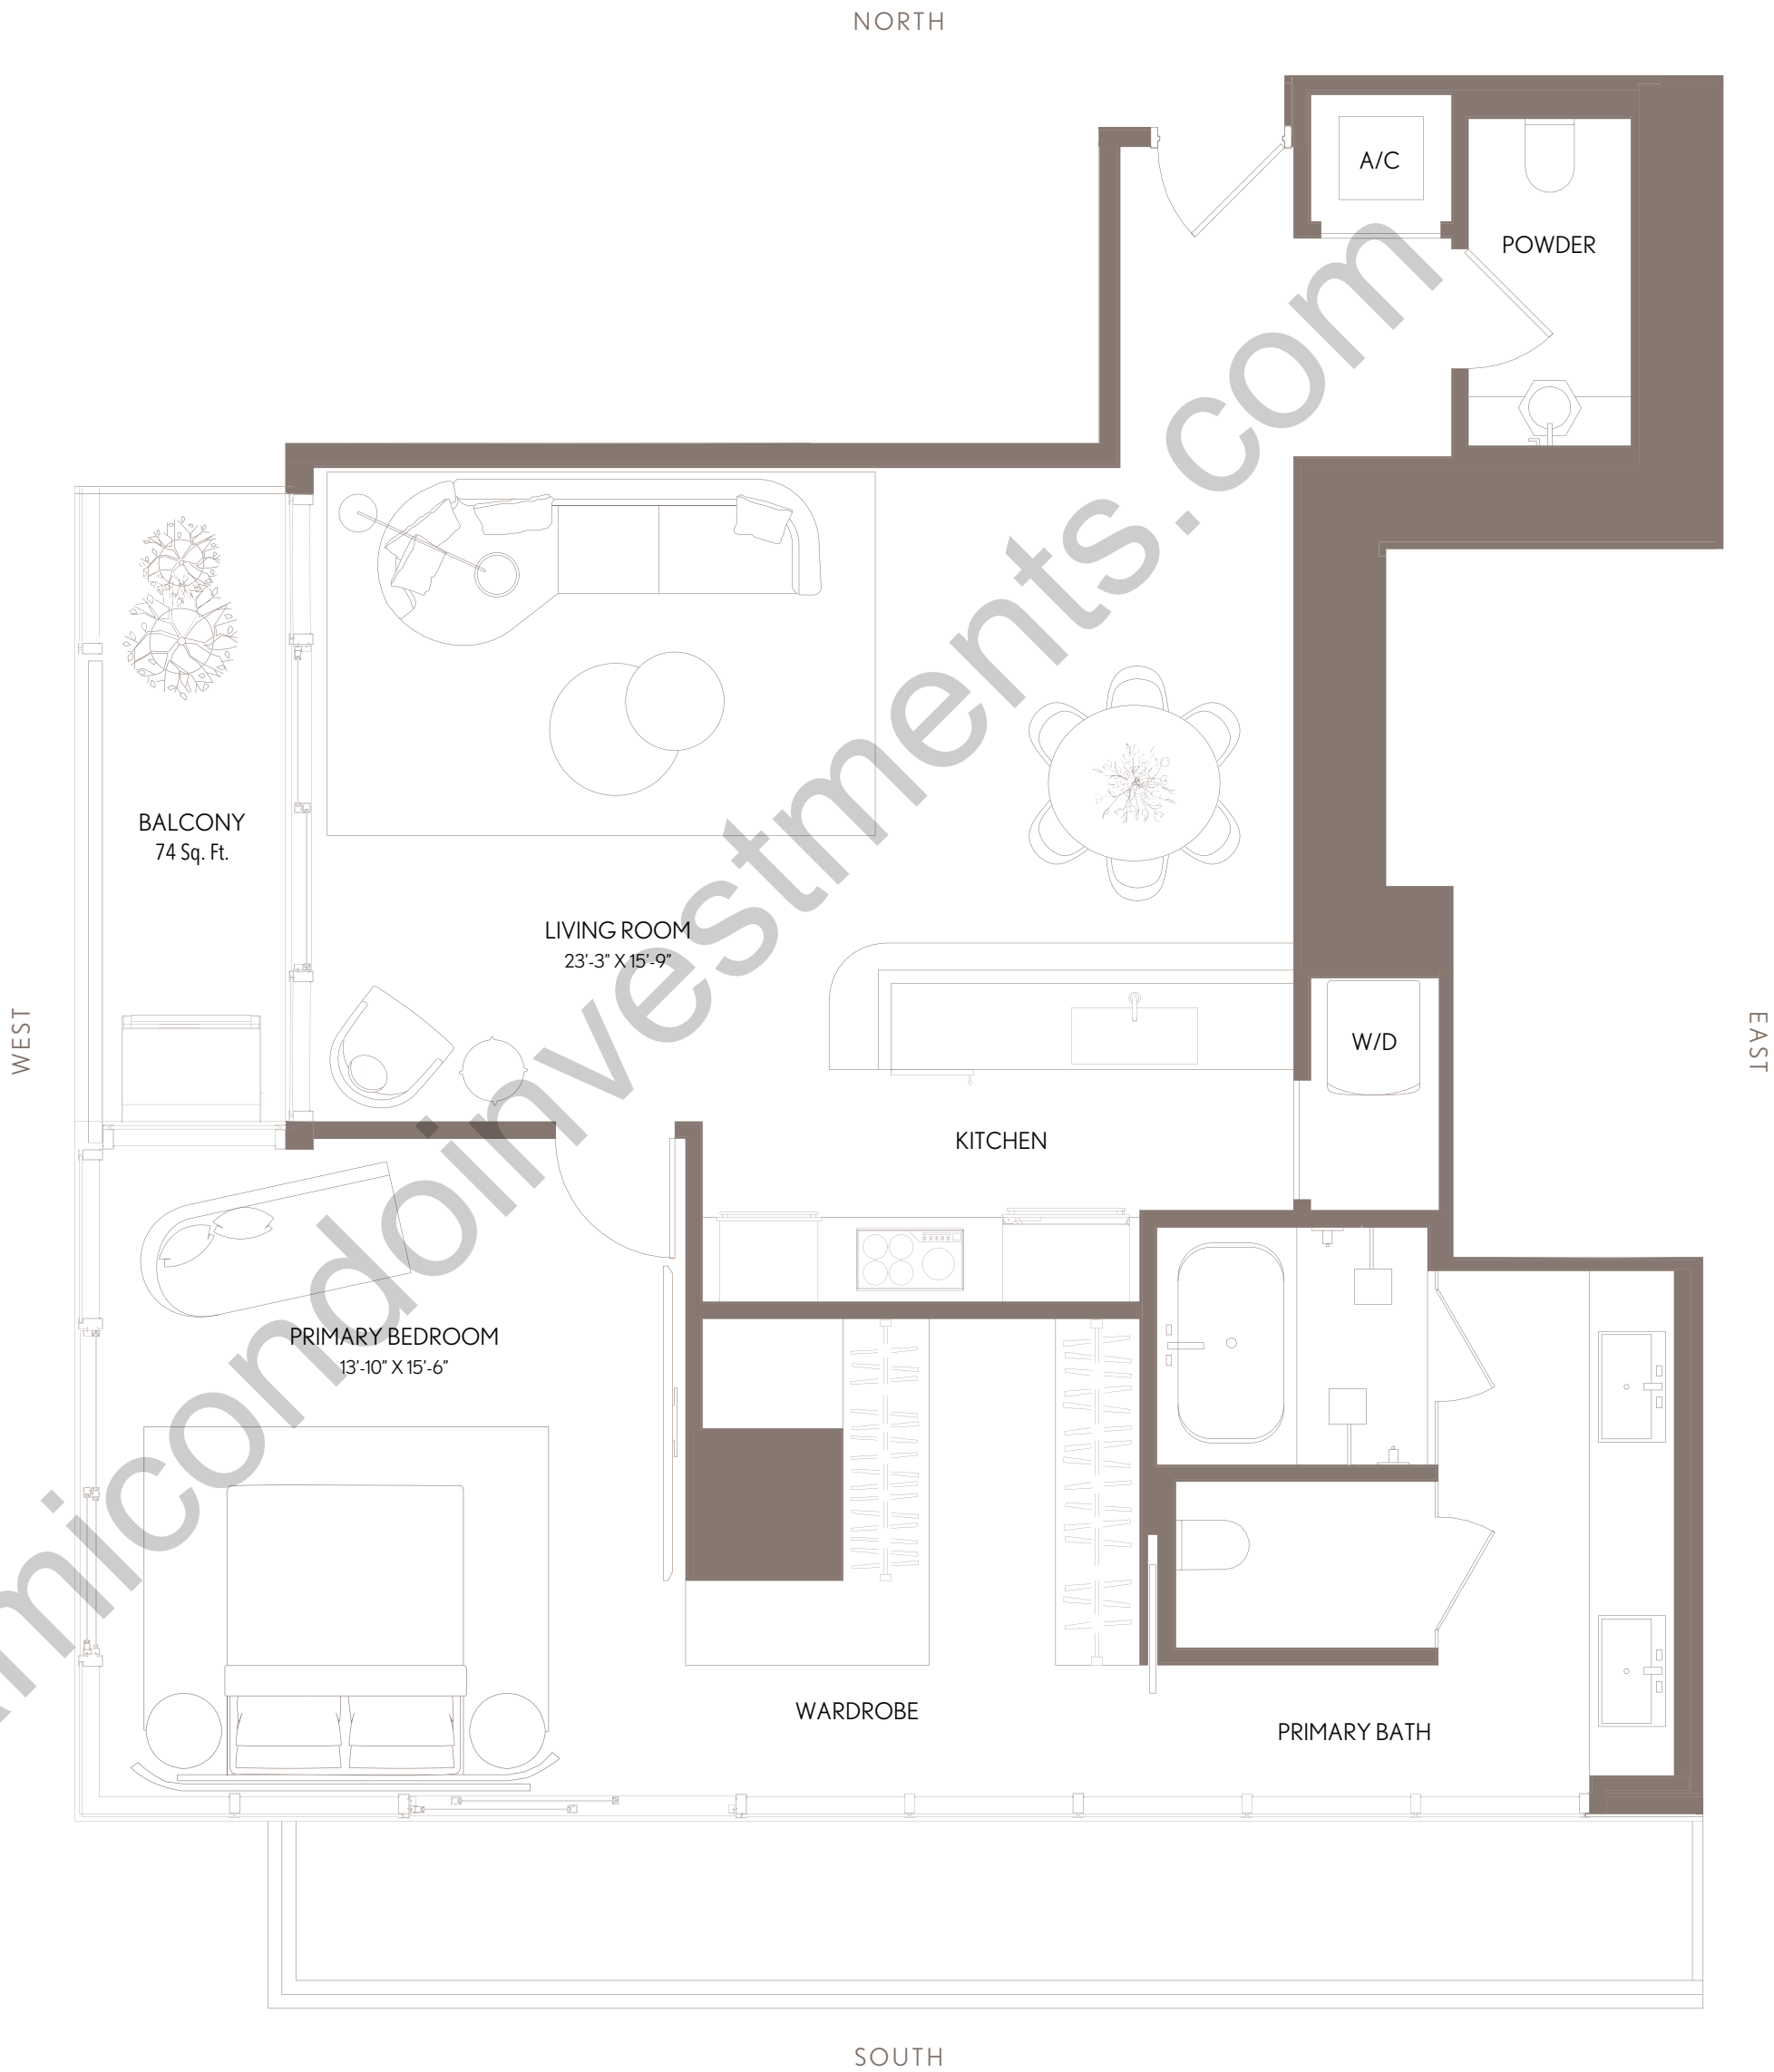 NORTH
A/C
POWDER
BALCONY
74 Sq. Ft.
LIVING ROOM
23'-3" X 15'-9"
WEST
EAST
W/D
KITCHEN
PRIMARY BEDROOM
13'-10" X 15'-6"
WARDROBE
PRIMARY BATH
SOUTH
micondoinvestments.com